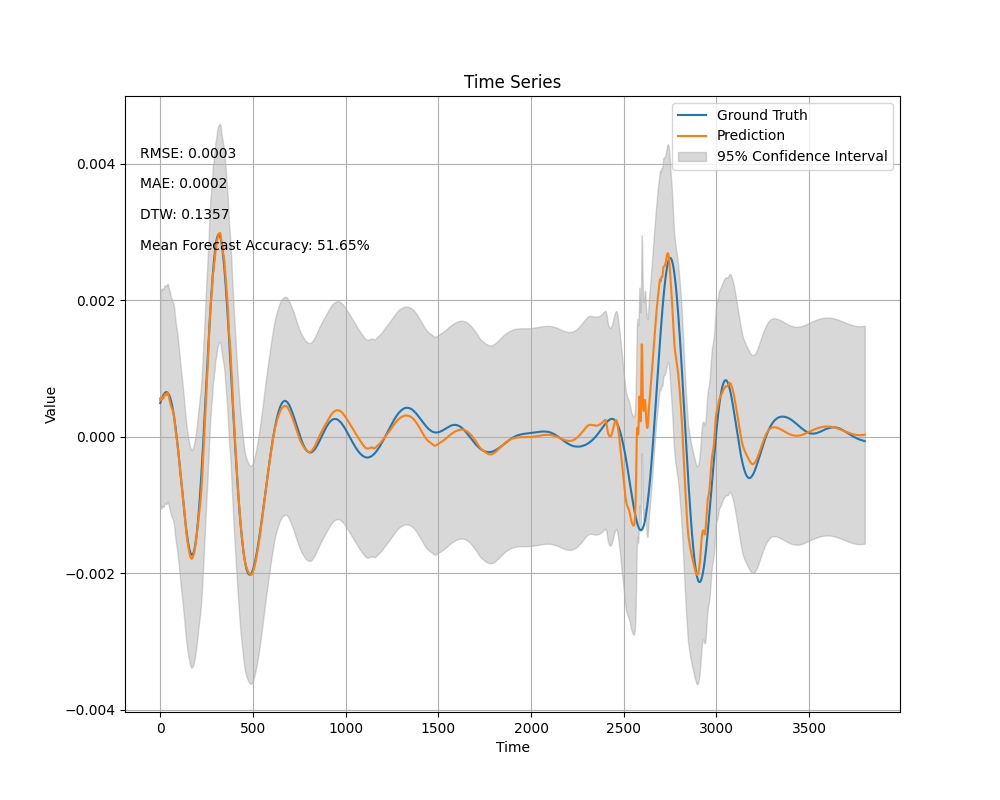 Time Series
Ground Truth
Prediction
95% Confidence Interval
RMSE: 0.0003
MAE: 0.0002
DTW: 0.1357
Mean Forecast Accuracy: 51.65%
0.004
0.002
0.000
−0.002
−0.004
Value
0 500 1000 1500 2000 2500 3000 3500
Time